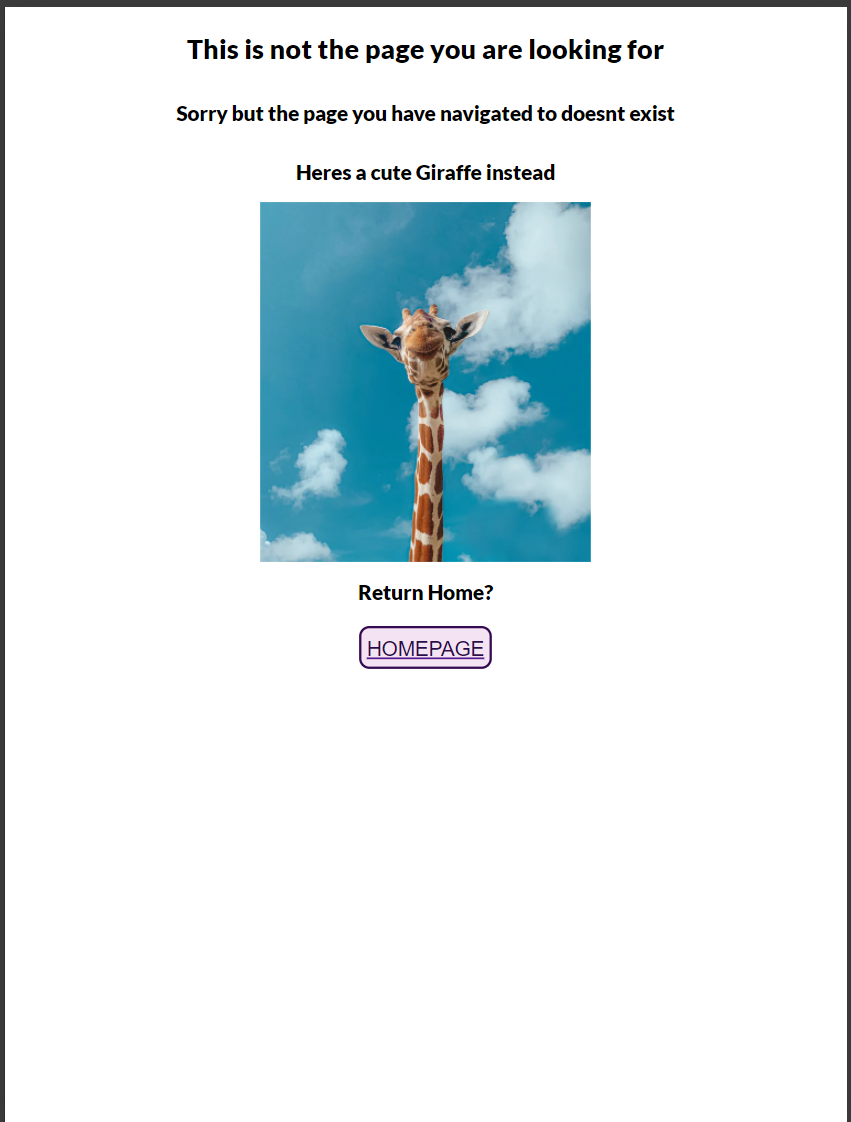 This is not the page you are looking for
Sorry but the page you have navigated to doesnt exist
Heres a cute Giraffe instead
Return Home?
HOMEPAGE